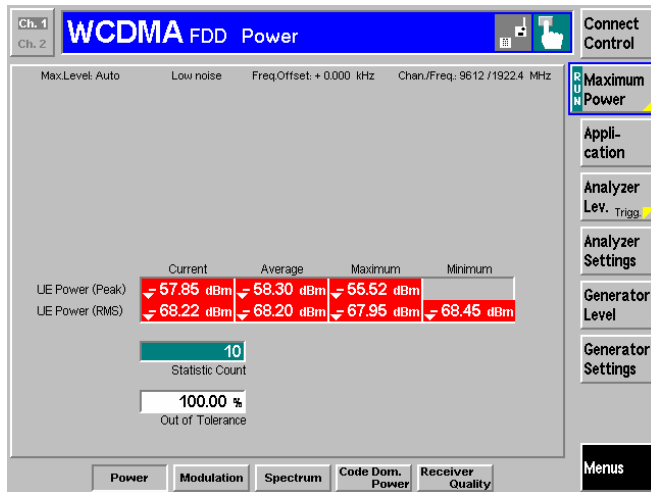 Ch. 1
Ch. 2
WCDMA FDD Power
Connect Control
Max.Level: Auto Low noise Freq.Offset: + 0.000 kHz Chan./Freq.: 9612 / 1922.4 MHz
RUN
Maximum Power
Appli-
cation
Analyzer
Lev. Trigg.
Analyzer
Settings
Generator
Level
Generator
Settings
Current Average Maximum Minimum
UE Power (Peak) - 57.85 dBm - 58.30 dBm - 55.52 dBm
UE Power (RMS) - 68.22 dBm - 68.20 dBm - 67.95 dBm - 68.45 dBm
10
Statistic Count
100.00 %
Out of Tolerance
Power Modulation Spectrum Code Dom. Power Receiver Quality
Menus